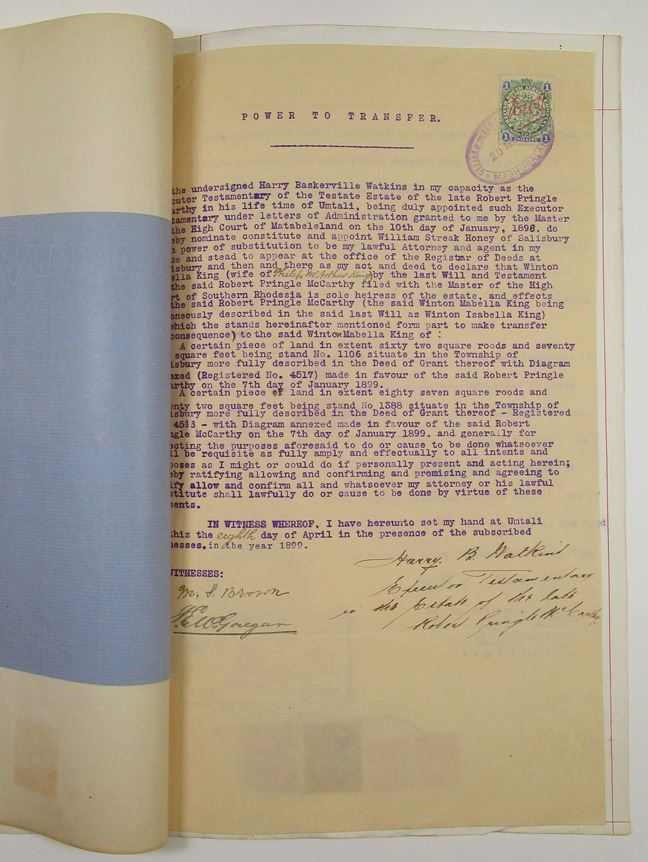 POWER TO TRANSFER.
1 1
1 1
20
MASHONALAND
the undersigned Harry Baskerville Watkins in my capacity as the
cutor Testamentary of the Testate Estate of the late Robert Pringle
arthy in his life time of Umtali, being duly appointed such Executor
tamentary under letters of Administration granted to me by the Master
the High Court of Matabeleland on the 10th day of January, 1898. do
eby nominate constitute and appoint William Streak Honey of Salisbury
power of substitution to be my lawful Attorney and agent in my
ce and stead to appear at the office of the Registrar of Deeds at
isbury and then and there as my act and deed to declare that Winton
ella King (wife of Philip McArthur King) by the last Will and Testament
the said Robert Pringle McCarthy filed with the Master of the High
rt of Southern Rhodesia is sole heiress of the estate, and effects
the said Robert Pringle McCarthy (the said Winton Mabella King being
oneously described in the said last Will as Winton Isabella King)
which the stands hereinafter mentioned form part to make transfer
consequence) to the said Winton Mabella King of :
A certain piece of land in extent sixty two square roods and seventy
square feet being stand No. 1106 situate in the Township of
lisbury more fully described in the Deed of Grant thereof with Diagram
exed (Registered No. 4517) made in favour of the said Robert Pringle
arthy on the 7th day of January 1899.
A certain piece of land in extent eighty seven square roods and
nty two square feet being stand No 1388 situate in the Township of
isbury more fully described in the Deed of Grant thereof - Registered
4513 - with Diagram annexed made in favour of the said Robert
ngle McCarthy on the 7th day of January 1899. and generally for
ecting the purposes aforesaid to do or cause to be done whatsoever
ll be requisite as fully amply and effectually to all intents and
poses as I might or could do if personally present and acting herein;
eby ratifying allowing and confirming and promising and agreeing to
ify allow and confirm all and whatsoever my attorney or his lawful
stitute shall lawfully do or cause to be done by virtue of these
sents.
IN WITNESS WHEREOF, I have hereunto set my hand at Umtali
this the eighth day of April in the presence of the subscribed
nesses. in the year 1899.
WITNESSES:
Harry B Watkins
M. S. Brown
Executor Testamentary
in the Estate of the late
Robert Pringle McCarthy